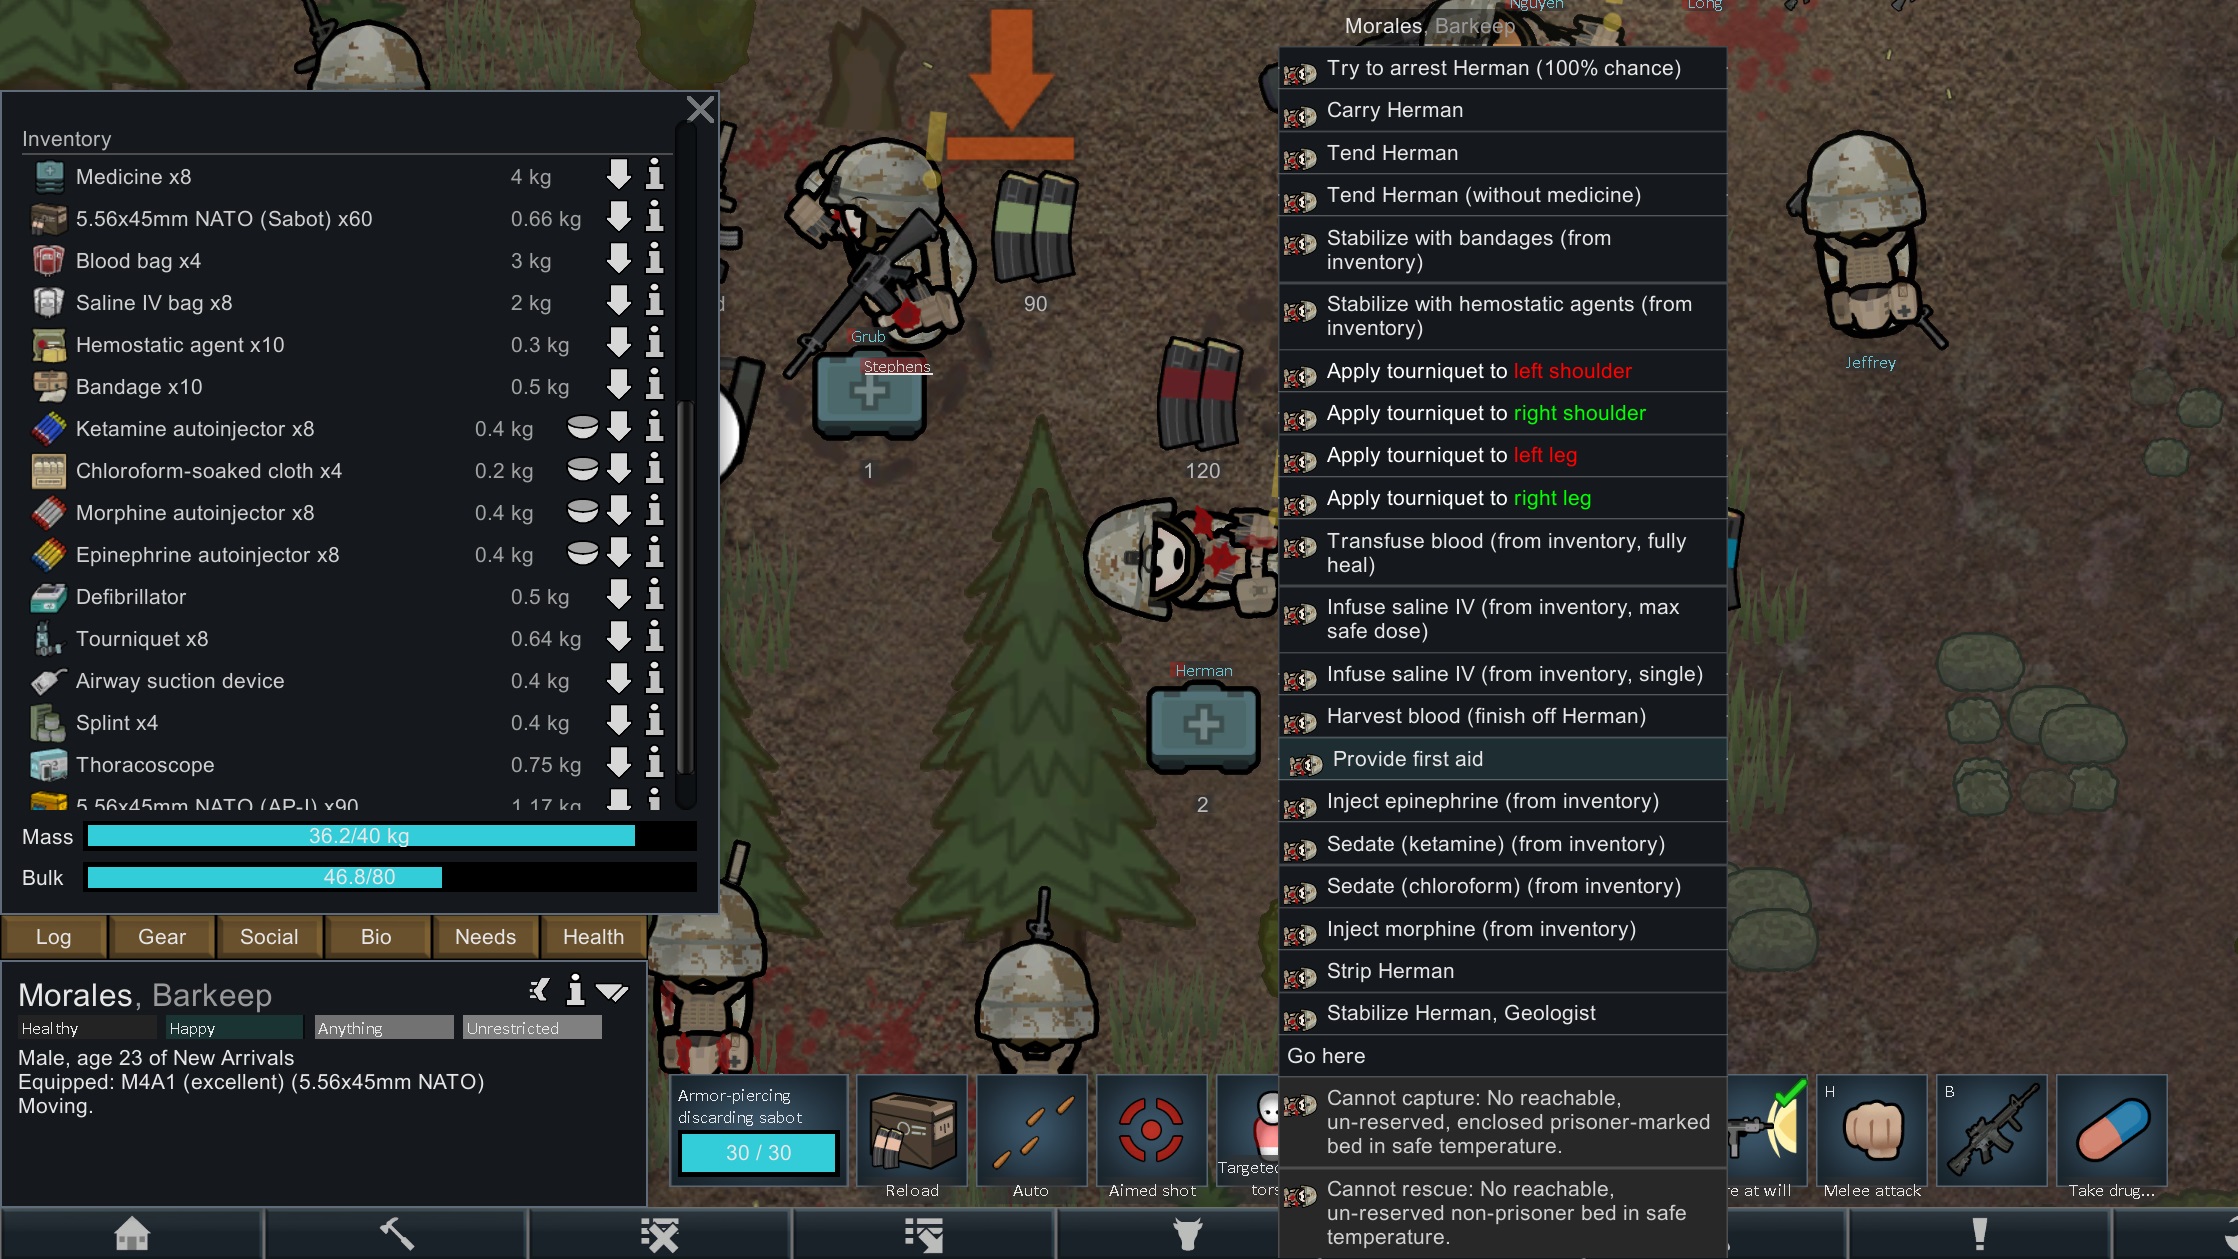 Inventory
Medicine x8 4 kg
5.56x45mm NATO (Sabot) x60 0.66 kg
Blood bag x4 3 kg
Saline IV bag x8 2 kg
Hemostatic agent x10 0.3 kg
Bandage x10 0.5 kg
Ketamine autoinjector x8 0.4 kg
Chloroform-soaked cloth x4 0.2 kg
Morphine autoinjector x8 0.4 kg
Epinephrine autoinjector x8 0.4 kg
Defibrillator 0.5 kg
Tourniquet x8 0.64 kg
Airway suction device 0.4 kg
Splint x4 0.4 kg
Thoracoscope 0.75 kg
5.56x45mm NATO (AP-I) x90 1.17 kg
Mass 36.2/40 kg
Bulk 46.8/80
Log Gear Social Bio Needs Health
Morales, Barkeep
Healthy Happy Anything Unrestricted
Male, age 23 of New Arrivals
Equipped: M4A1 (excellent) (5.56x45mm NATO)
Moving.
Nguyen
Long
90
Grub
Stephens
1
120
Herman
2
Jeffrey
Morales, Barkeep
Try to arrest Herman (100% chance)
Carry Herman
Tend Herman
Tend Herman (without medicine)
Stabilize with bandages (from
inventory)
Stabilize with hemostatic agents (from
inventory)
Apply tourniquet to left shoulder
Apply tourniquet to right shoulder
Apply tourniquet to left leg
Apply tourniquet to right leg
Transfuse blood (from inventory, fully
heal)
Infuse saline IV (from inventory, max
safe dose)
Infuse saline IV (from inventory, single)
Harvest blood (finish off Herman)
Provide first aid
Inject epinephrine (from inventory)
Sedate (ketamine) (from inventory)
Sedate (chloroform) (from inventory)
Inject morphine (from inventory)
Strip Herman
Stabilize Herman, Geologist
Go here
Cannot capture: No reachable,
un-reserved, enclosed prisoner-marked
bed in safe temperature.
Cannot rescue: No reachable,
un-reserved non-prisoner bed in safe
temperature.
Armor-piercing
discarding sabot
30 / 30
Reload
Auto
Aimed shot
Targeted
at will
H
Melee attack
B
Take drug...